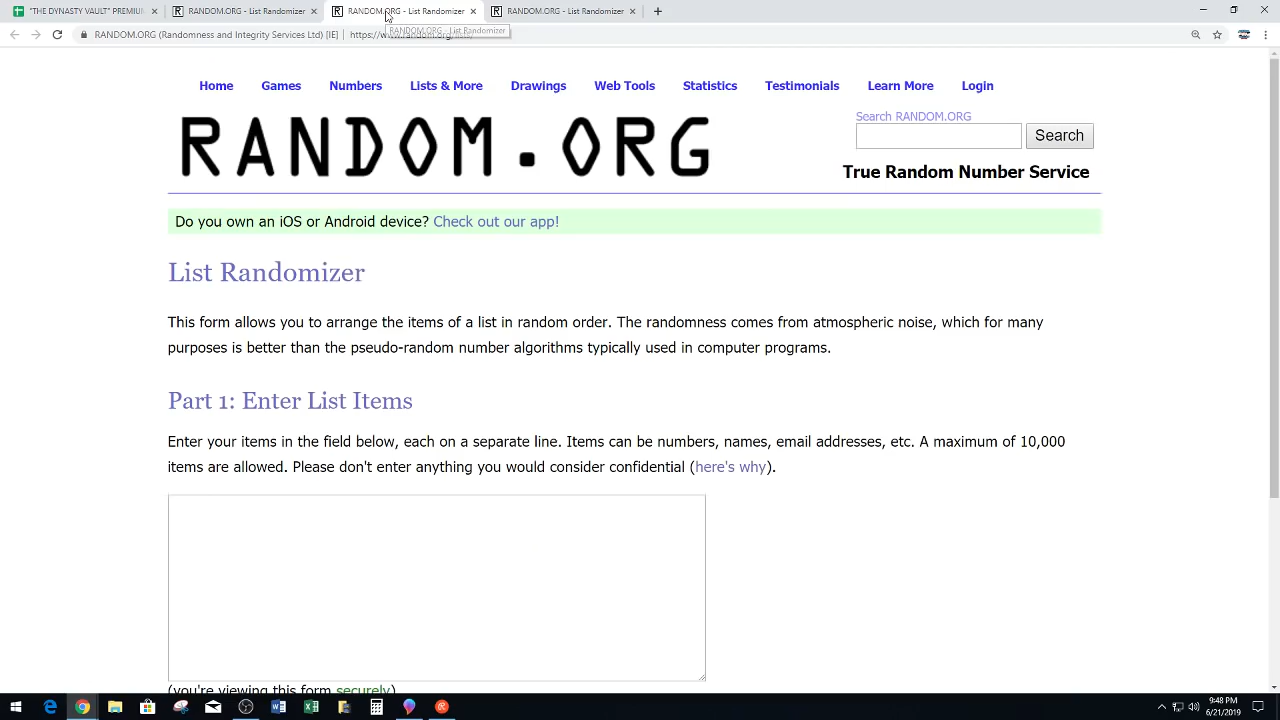 "THE DYNASTY VAULT" PREMIUM
RANDOM.ORG - List Randomizer
RANDOM.ORG - List Randomizer
RANDOM.ORG - List Randomizer
RANDOM.ORG - List Randomizer
RANDOM.ORG (Randomness and Integrity Services Ltd) [IE]
Home Games Numbers Lists & More Drawings Web Tools Statistics Testimonials Learn More Login
Search RANDOM.ORG
Search
RANDOM.ORG
True Random Number Service
Do you own an iOS or Android device? Check out our app!
List Randomizer
This form allows you to arrange the items of a list in random order. The randomness comes from atmospheric noise, which for many
purposes is better than the pseudo-random number algorithms typically used in computer programs.
Part 1: Enter List Items
Enter your items in the field below, each on a separate line. Items can be numbers, names, email addresses, etc. A maximum of 10,000
items are allowed. Please don't enter anything you would consider confidential (here's why).
(you're viewing this form securely)
9:48 PM
6/21/2019